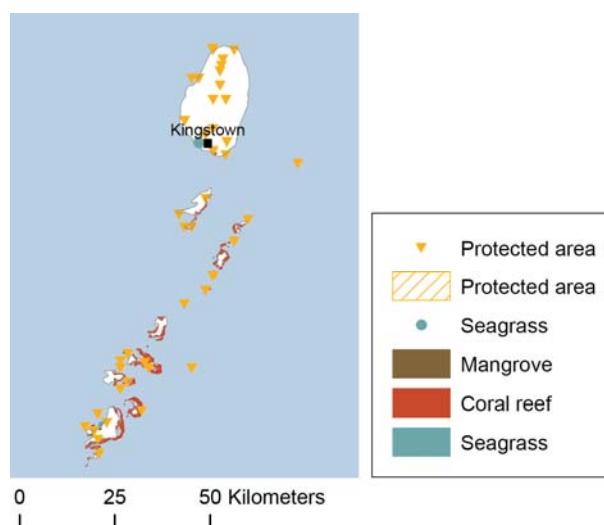 Kingstown
Protected area
Protected area
Seagrass
Mangrove
Coral reef
Seagrass
0 25 50 Kilometers